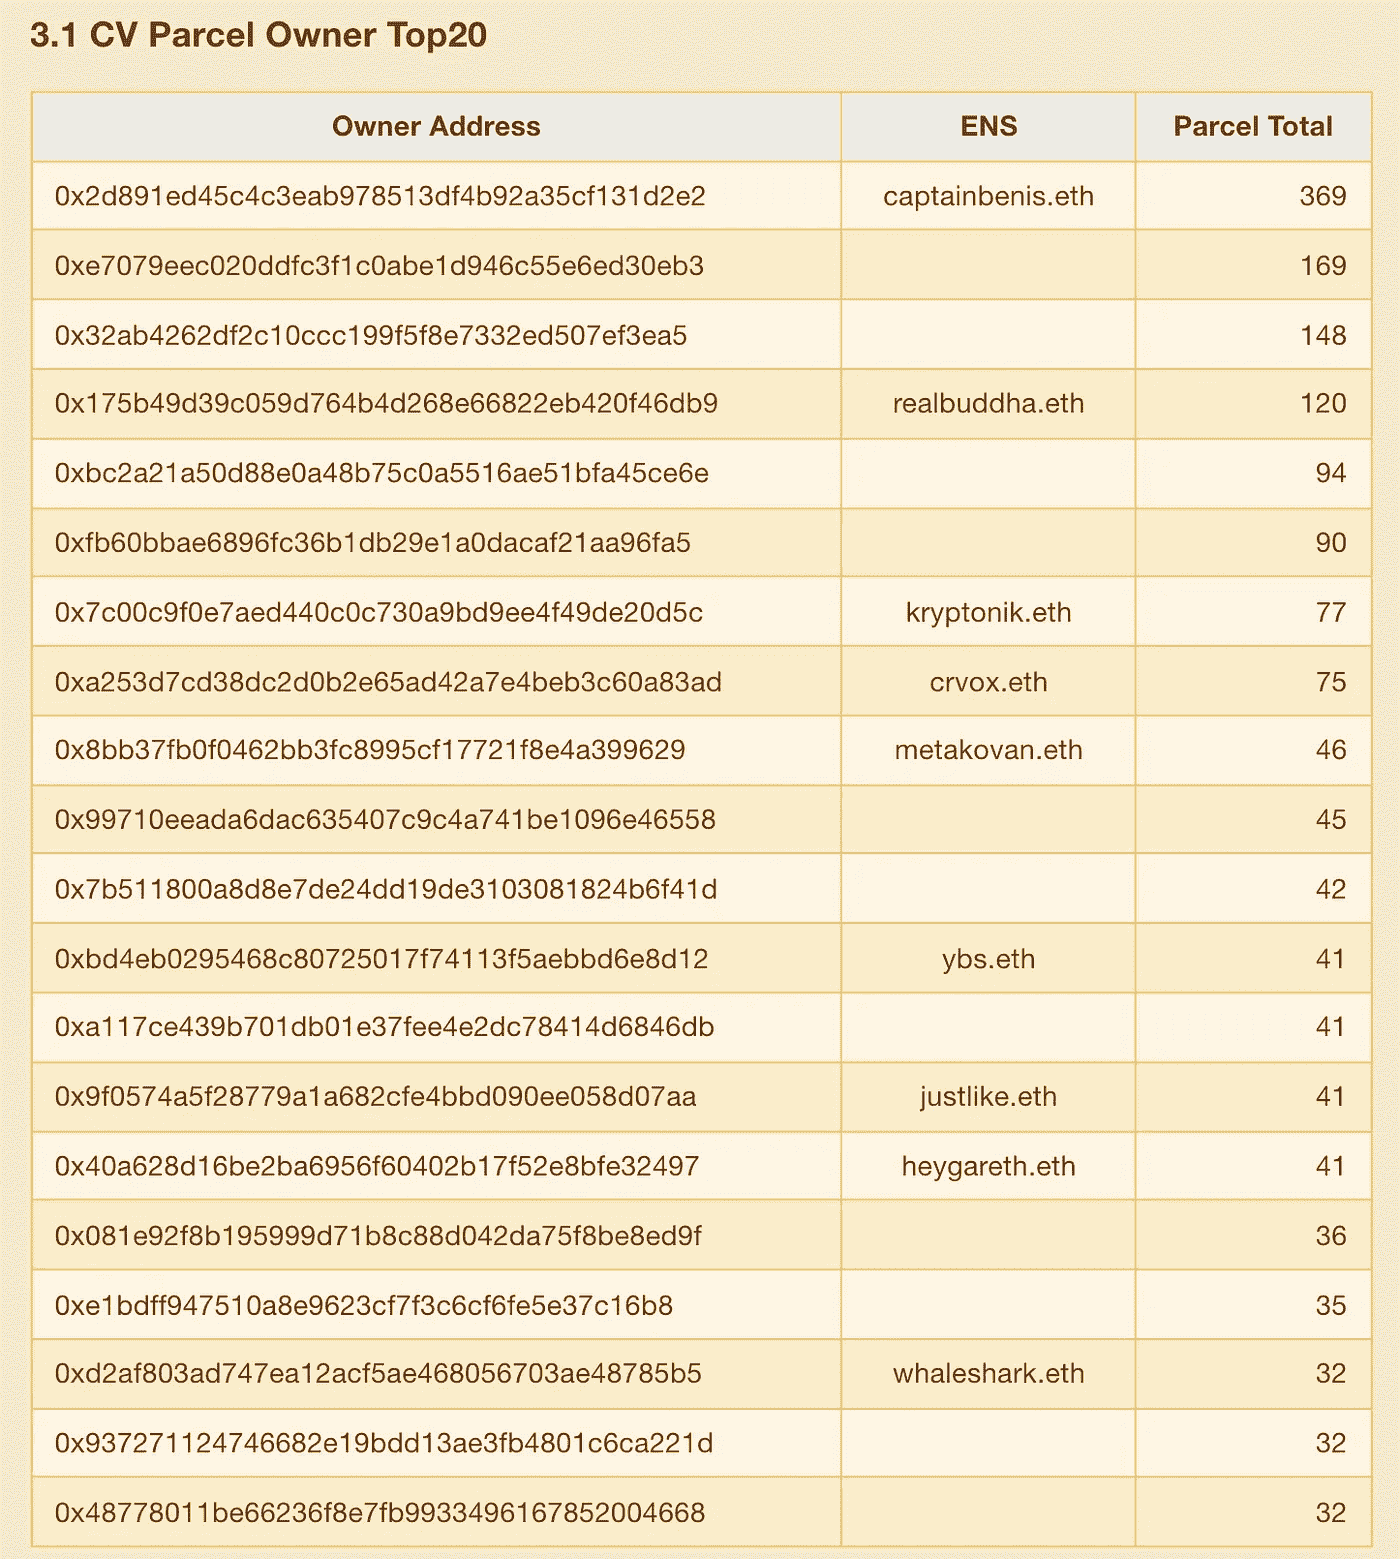 3.1 CV Parcel Owner Top20
Owner Address ENS Parcel Total
0x2d891ed45c4c3eab978513df4b92a35cf131d2e2 captainbenis.eth 369
0xe7079eec020ddfc3f1c0abe1d946c55e6ed30eb3 169
0x32ab4262df2c10ccc199f5f8e7332ed507ef3ea5 148
0x175b49d39c059d764b4d268e66822eb420f46db9 realbuddha.eth 120
0xbc2a21a50d88e0a48b75c0a5516ae51bfa45ce6e 94
0xfb60bbae6896fc36b1db29e1a0dacaf21aa96fa5 90
0x7c00c9f0e7aed440c0c730a9bd9ee4f49de20d5c kryptonik.eth 77
0xa253d7cd38dc2d0b2e65ad42a7e4beb3c60a83ad crvox.eth 75
0x8bb37fb0f0462bb3fc8995cf17721f8e4a399629 metakovan.eth 46
0x99710eeada6dac635407c9c4a741be1096e46558 45
0x7b511800a8d8e7de24dd19de3103081824b6f41d 42
0xbd4eb0295468c80725017f74113f5aebbd6e8d12 ybs.eth 41
0xa117ce439b701db01e37fee4e2dc78414d6846db 41
0x9f0574a5f28779a1a682cfe4bbd090ee058d07aa justlike.eth 41
0x40a628d16be2ba6956f60402b17f52e8bfe32497 heygareth.eth 41
0x081e92f8b195999d71b8c88d042da75f8be8ed9f 36
0xe1bdff947510a8e9623cf7f3c6cf6fe5e37c16b8 35
0xd2af803ad747ea12acf5ae468056703ae48785b5 whaleshark.eth 32
0x937271124746682e19bdd13ae3fb4801c6ca221d 32
0x48778011be66236f8e7fb9933496167852004668 32